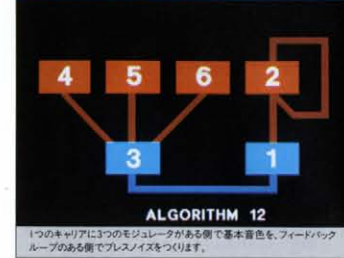 4 5 6 2
3 1
ALGORITHM 12
1つのキャリアに3つのモジュレータがある側で基本音色を、フィードバック
ループのある側でブレスノイズをつくります。